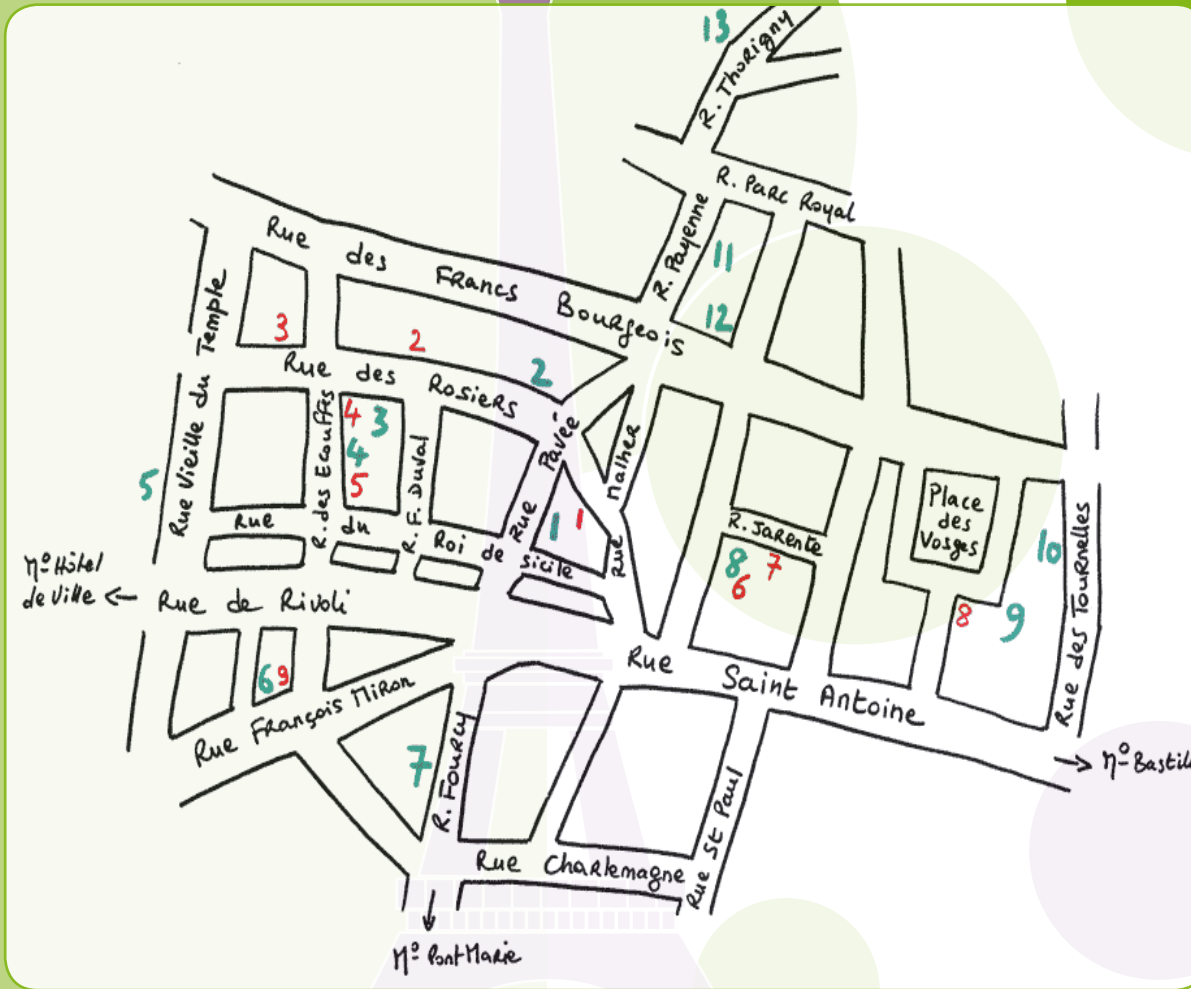 13
R. Thorigny
R. Parc Royal
R. Payenne
11
12
Rue des Francs Bourgeois
Rue Vieille du Temple
3
2
2
Rue des Rosiers
R. des Ecouffes
4 3
4
5
5
R. F. Duval
Rue Pavée
Rue Malher
1 1
Rue du Roi de Sicile
R. Jarente
8 7
6
Place
des
Vosges
10
8 9
Rue des Tournelles
Mº Hôtel
de Ville ← Rue de Rivoli
6 9
Rue François Miron
7
R. Fourcy
Rue Saint Antoine
→ Mº Bastill
Rue St Paul
Rue Charlemagne
Mº Pont Marie